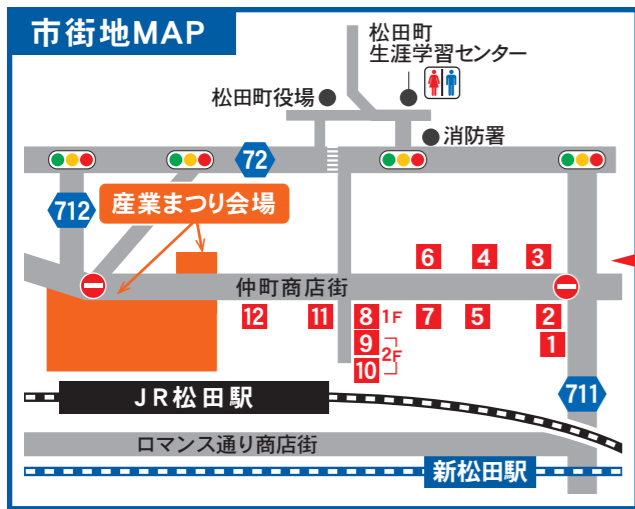 市街地MAP
松田町
生涯学習センター
松田町役場
消防署
72
712
産業まつり会場
6
4
3
仲町商店街
12
11
8
1F
7
5
2
9
2F
1
10
JR松田駅
711
ロマンス通り商店街
新松田駅